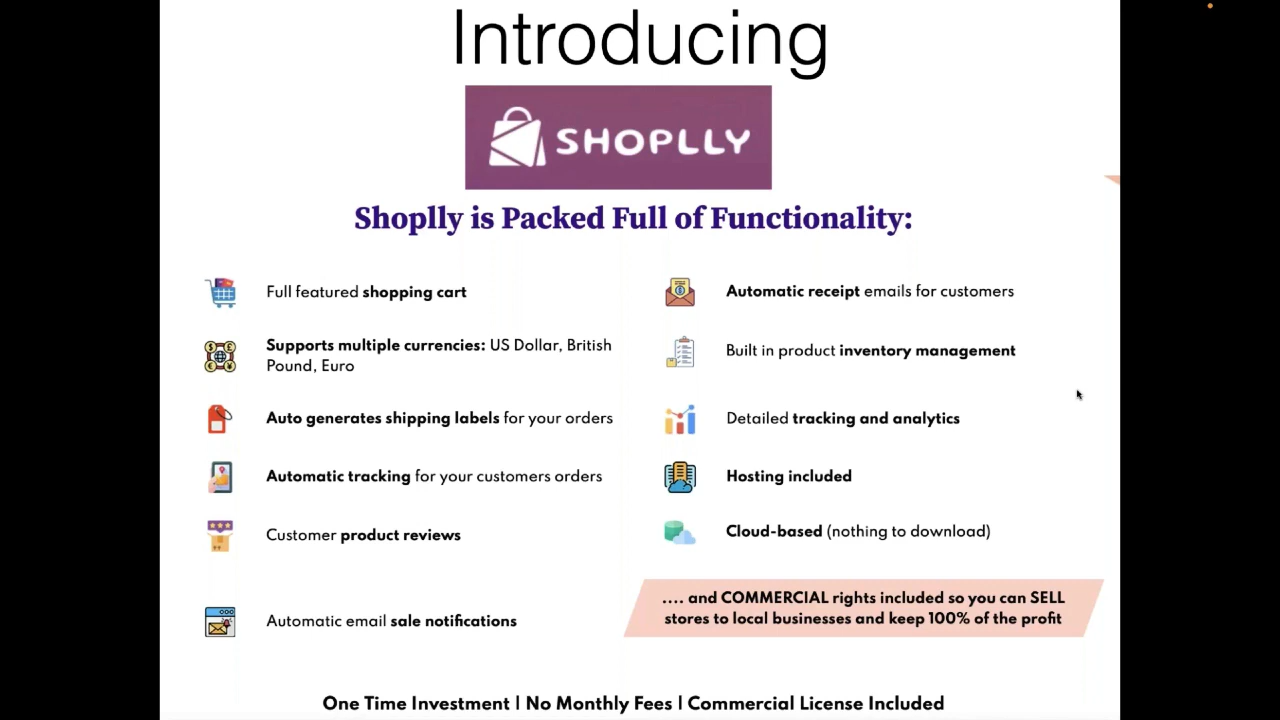 Introducing
SHOPLLY
Shoplly is Packed Full of Functionality:
Full featured shopping cart
Supports multiple currencies: US Dollar, British
Pound, Euro
Auto generates shipping labels for your orders
Automatic tracking for your customers orders
Customer product reviews
Automatic email sale notifications
Automatic receipt emails for customers
Built in product inventory management
Detailed tracking and analytics
Hosting included
Cloud-based (nothing to download)
.... and COMMERCIAL rights included so you can SELL
stores to local businesses and keep 100% of the profit
One Time Investment | No Monthly Fees | Commercial License Included